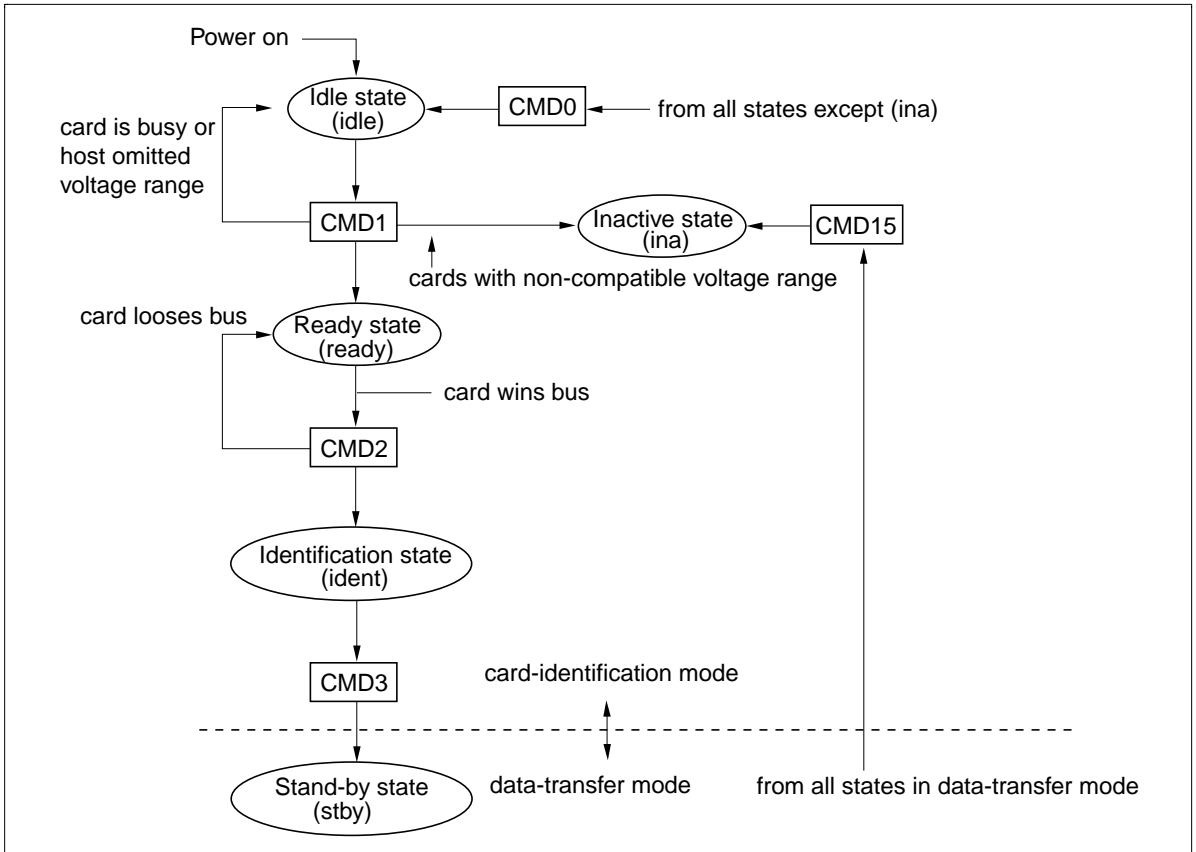 Power on
Idle state
(idle)
CMD0
from all states except (ina)
card is busy or
host omitted
voltage range
CMD1
Inactive state
(ina)
CMD15
cards with non-compatible voltage range
card looses bus
Ready state
(ready)
card wins bus
CMD2
Identification state
(ident)
CMD3
card-identification mode
Stand-by state
(stby)
data-transfer mode
from all states in data-transfer mode